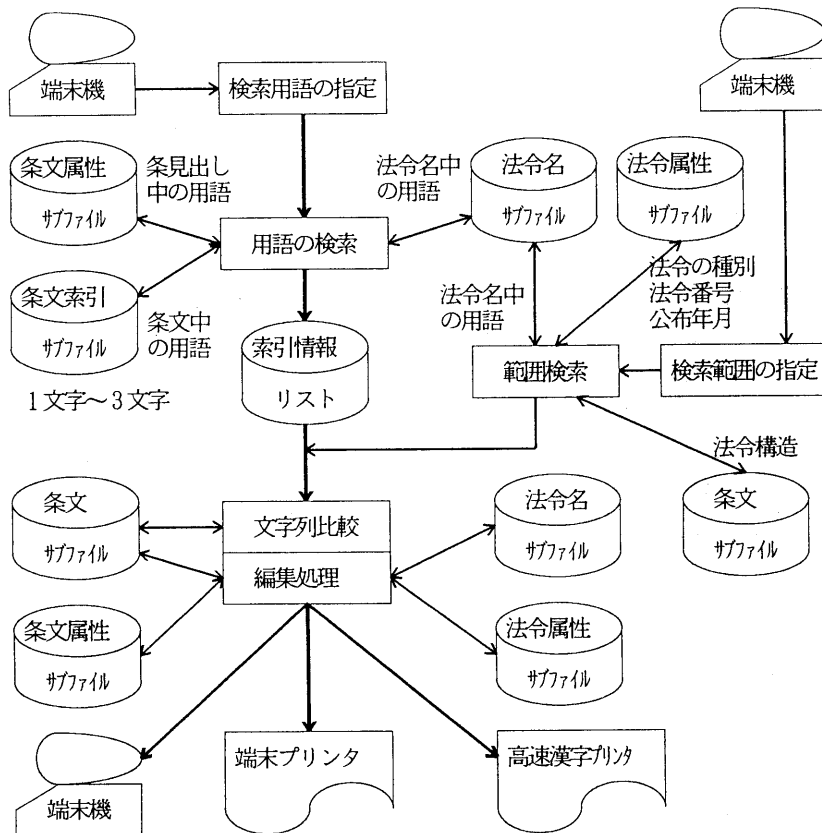 端末機
検索用語の指定
端末機
条文属性
サブファイル
条見出し
中の用語
法令名中
の用語
法令名
サブファイル
法令属性
サブファイル
用語の検索
条文索引
サブファイル
条文中
の用語
1文字〜3文字
索引情報
リスト
法令名中
の用語
法令の種別
法令番号
公布年月
範囲検索
検索範囲の指定
法令構造
条文
サブファイル
文字列比較
編集処理
法令名
サブファイル
条文
サブファイル
条文属性
サブファイル
法令属性
サブファイル
端末機
端末プリンタ
高速漢字プリンタ